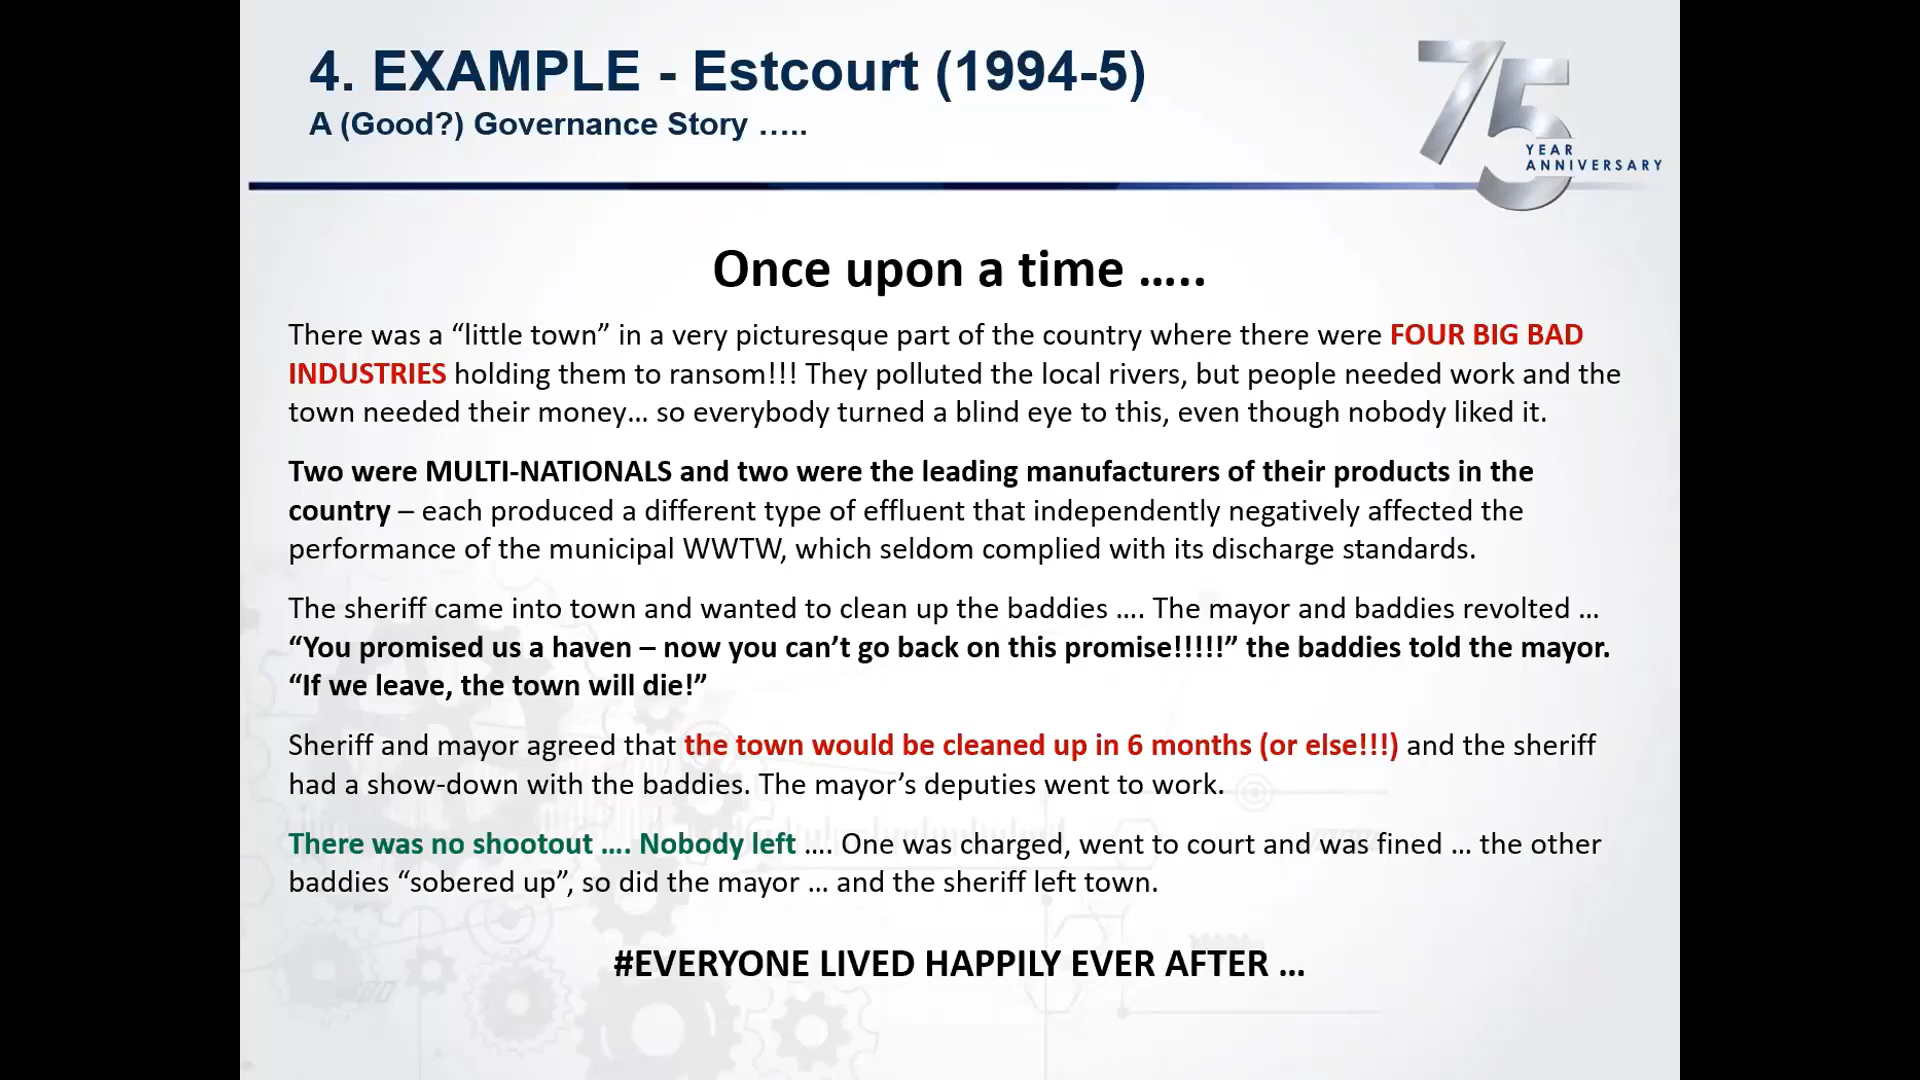 4. EXAMPLE - Estcourt (1994-5)
A (Good?) Governance Story …..
75
YEAR
ANNIVERSARY
Once upon a time …..
There was a “little town” in a very picturesque part of the country where there were FOUR BIG BAD
INDUSTRIES holding them to ransom!!! They polluted the local rivers, but people needed work and the
town needed their money… so everybody turned a blind eye to this, even though nobody liked it.
Two were MULTI-NATIONALS and two were the leading manufacturers of their products in the
country – each produced a different type of effluent that independently negatively affected the
performance of the municipal WWTW, which seldom complied with its discharge standards.
The sheriff came into town and wanted to clean up the baddies …. The mayor and baddies revolted …
“You promised us a haven – now you can’t go back on this promise!!!!!” the baddies told the mayor.
“If we leave, the town will die!”
Sheriff and mayor agreed that the town would be cleaned up in 6 months (or else!!!) and the sheriff
had a show-down with the baddies. The mayor’s deputies went to work.
There was no shootout …. Nobody left …. One was charged, went to court and was fined … the other
baddies “sobered up”, so did the mayor … and the sheriff left town.
#EVERYONE LIVED HAPPILY EVER AFTER …